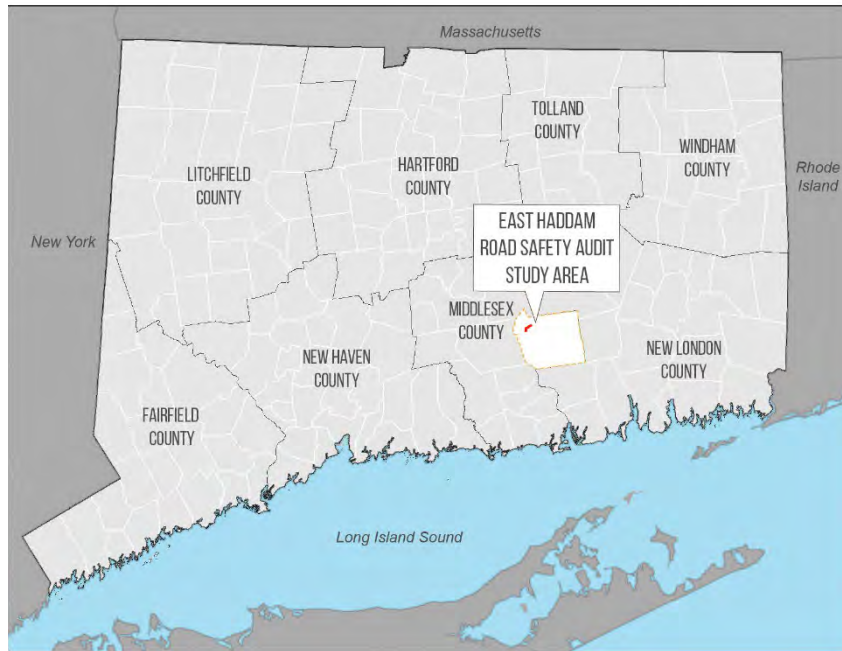 Massachusetts
TOLLAND
COUNTY
WINDHAM
COUNTY
HARTFORD
COUNTY
LITCHFIELD
COUNTY
Rhode
Island
New York
EAST HADDAM
ROAD SAFETY AUDIT
STUDY AREA
MIDDLESEX
COUNTY
NEW HAVEN
COUNTY
NEW LONDON
COUNTY
FAIRFIELD
COUNTY
Long Island Sound